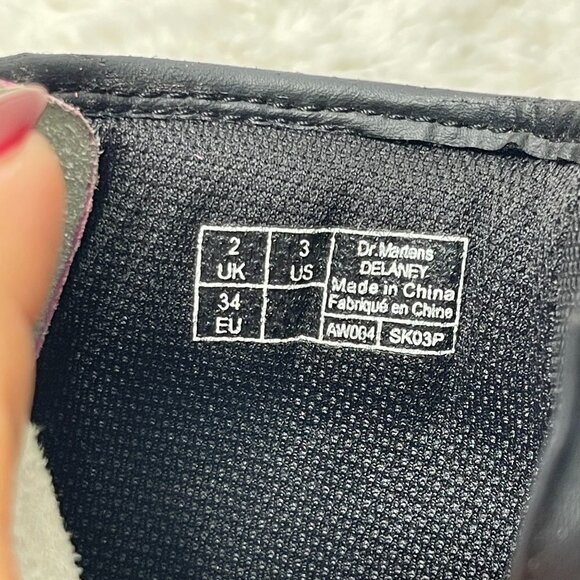 2
UK
3
US
34
EU
Dr.Martens
DELANEY
Made in China
Fabriqué en Chine
AW004
SK03P